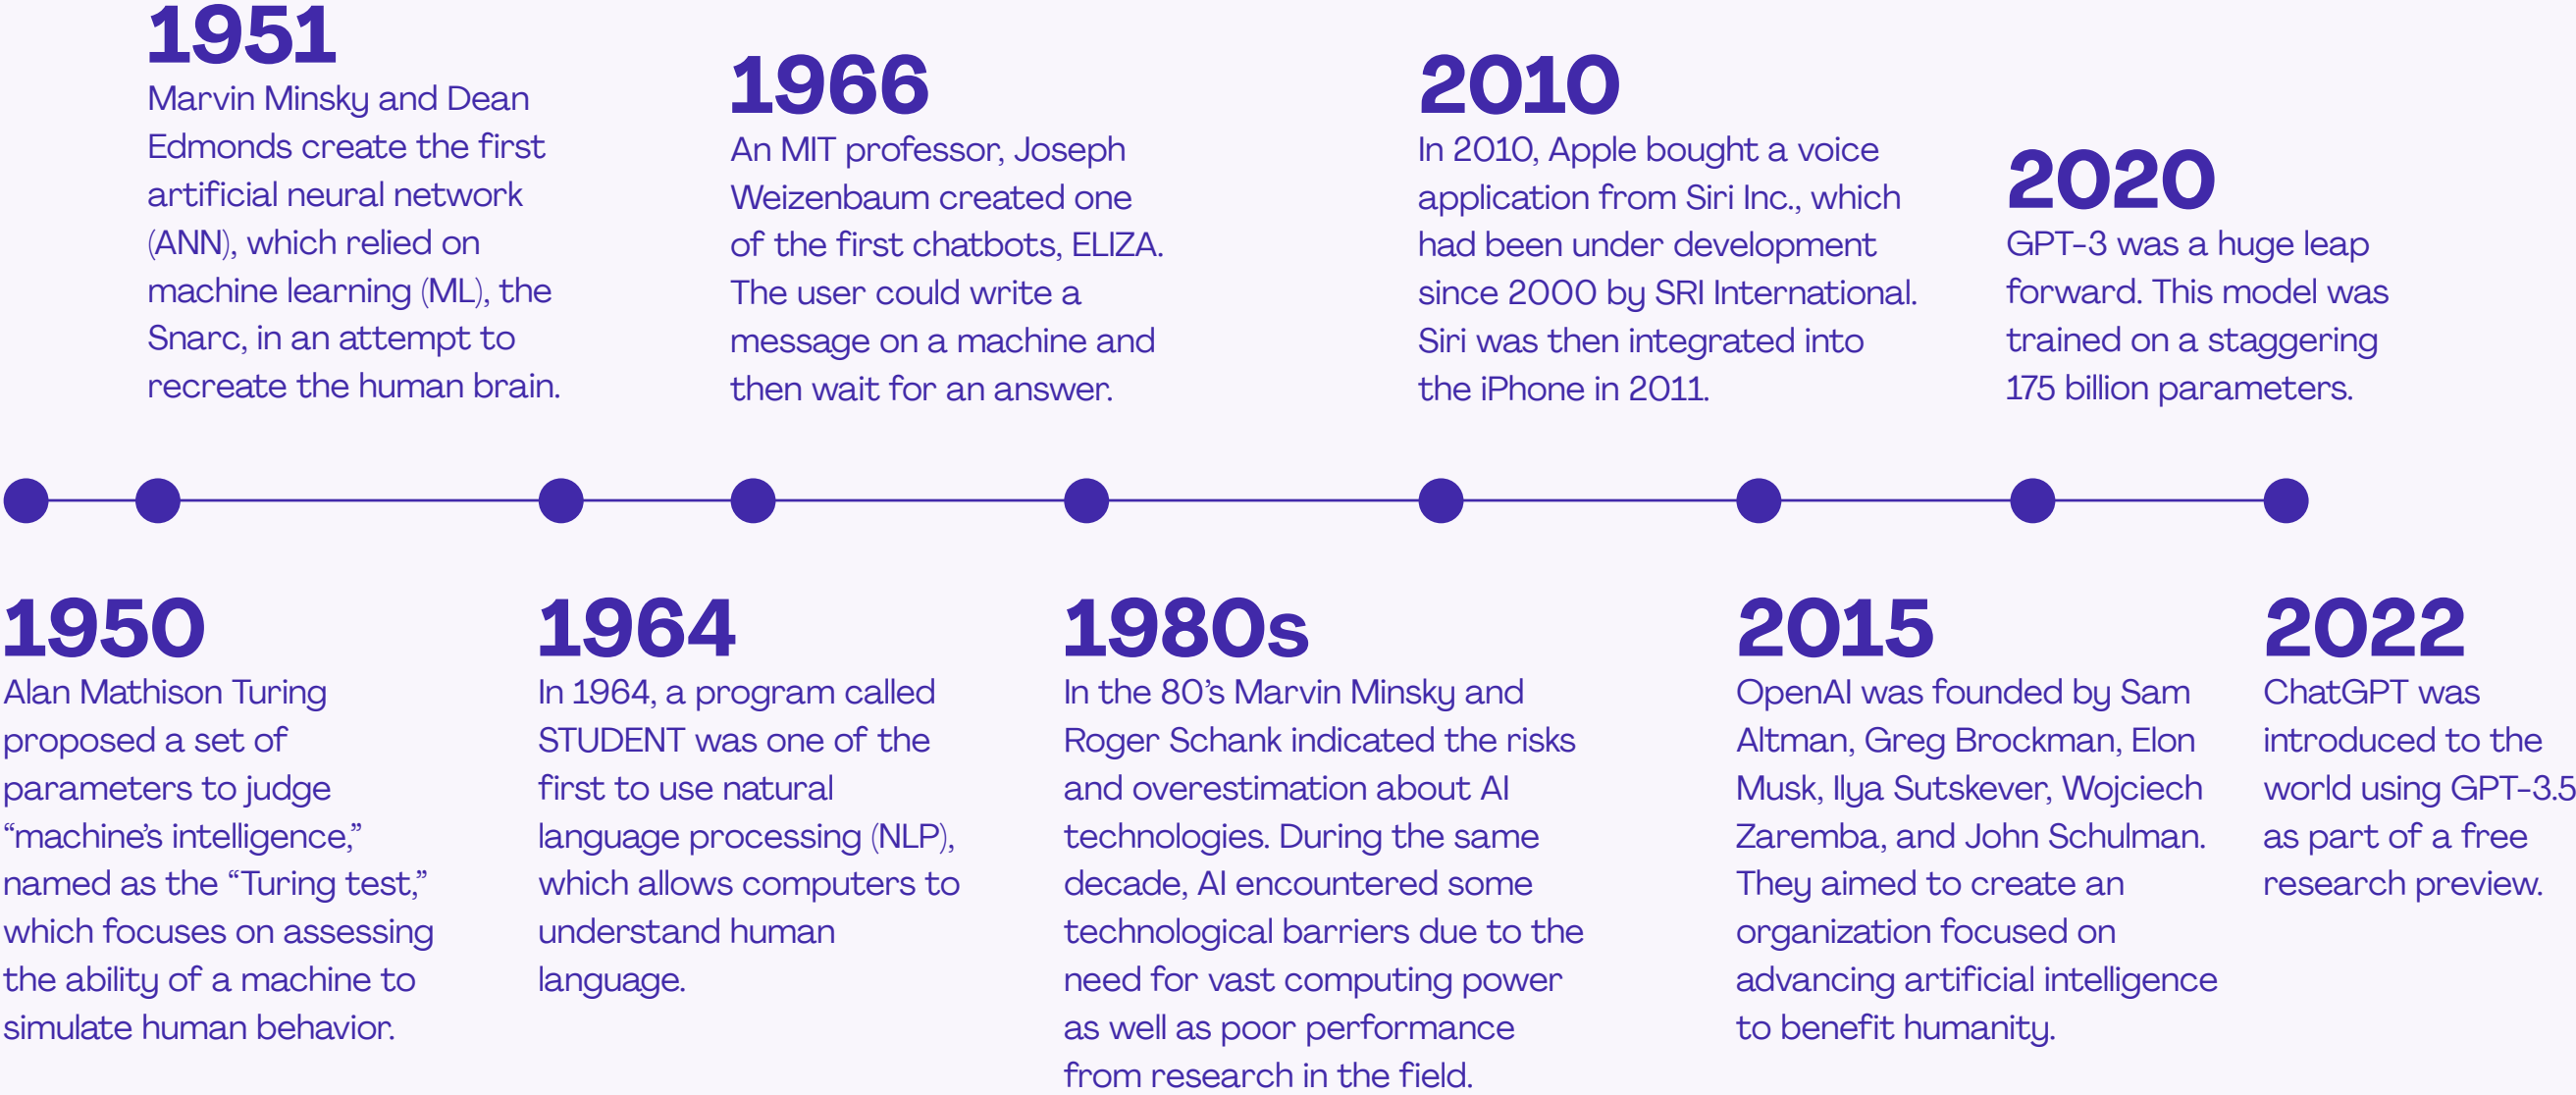 1951
Marvin Minsky and Dean
Edmonds create the first
artificial neural network
(ANN), which relied on
machine learning (ML), the
Snarc, in an attempt to
recreate the human brain.
1966
An MIT professor, Joseph
Weizenbaum created one
of the first chatbots, ELIZA.
The user could write a
message on a machine and
then wait for an answer.
2010
In 2010, Apple bought a voice
application from Siri Inc., which
had been under development
since 2000 by SRI International.
Siri was then integrated into
the iPhone in 2011.
2020
GPT-3 was a huge leap
forward. This model was
trained on a staggering
175 billion parameters.
1950
Alan Mathison Turing
proposed a set of
parameters to judge
“machine’s intelligence,”
named as the “Turing test,”
which focuses on assessing
the ability of a machine to
simulate human behavior.
1964
In 1964, a program called
STUDENT was one of the
first to use natural
language processing (NLP),
which allows computers to
understand human
language.
1980s
In the 80’s Marvin Minsky and
Roger Schank indicated the risks
and overestimation about AI
technologies. During the same
decade, AI encountered some
technological barriers due to the
need for vast computing power
as well as poor performance
from research in the field.
2015
OpenAI was founded by Sam
Altman, Greg Brockman, Elon
Musk, Ilya Sutskever, Wojciech
Zaremba, and John Schulman.
They aimed to create an
organization focused on
advancing artificial intelligence
to benefit humanity.
2022
ChatGPT was
introduced to the
world using GPT-3.5
as part of a free
research preview.